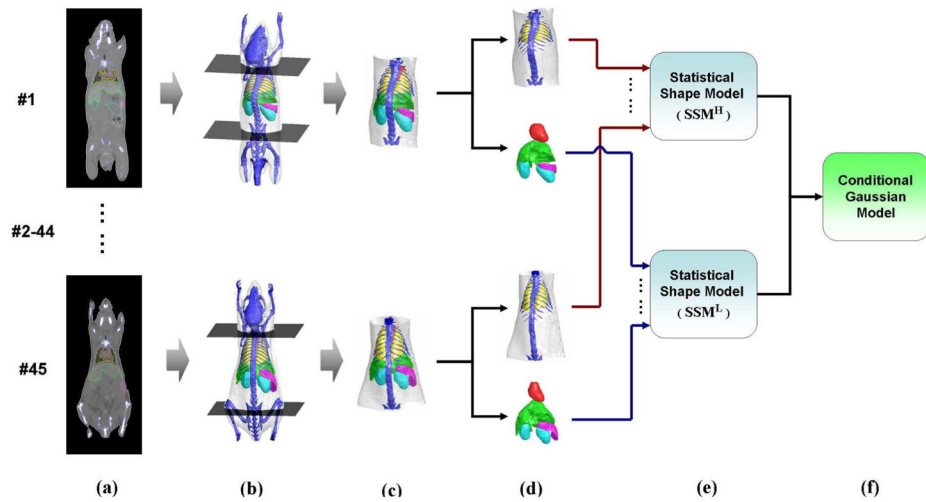 #1
#2-44
#45
Statistical
Shape Model
( SSM^H )
Statistical
Shape Model
( SSM^L )
Conditional
Gaussian
Model
(a)
(b)
(c)
(d)
(e)
(f)